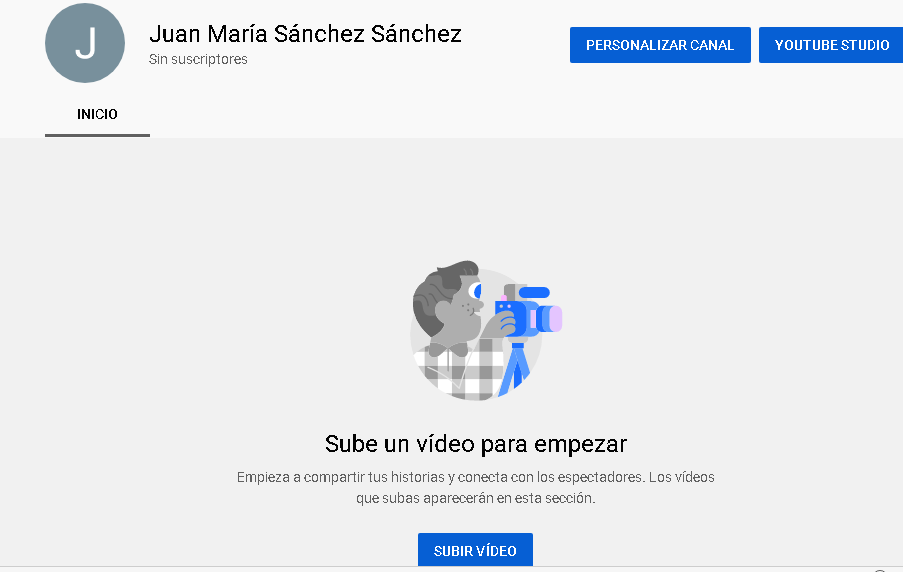 J
Juan María Sánchez Sánchez
Sin suscriptores
PERSONALIZAR CANAL
YOUTUBE STUDIO
INICIO
Sube un vídeo para empezar
Empieza a compartir tus historias y conecta con los espectadores. Los vídeos
que subas aparecerán en esta sección.
SUBIR VÍDEO